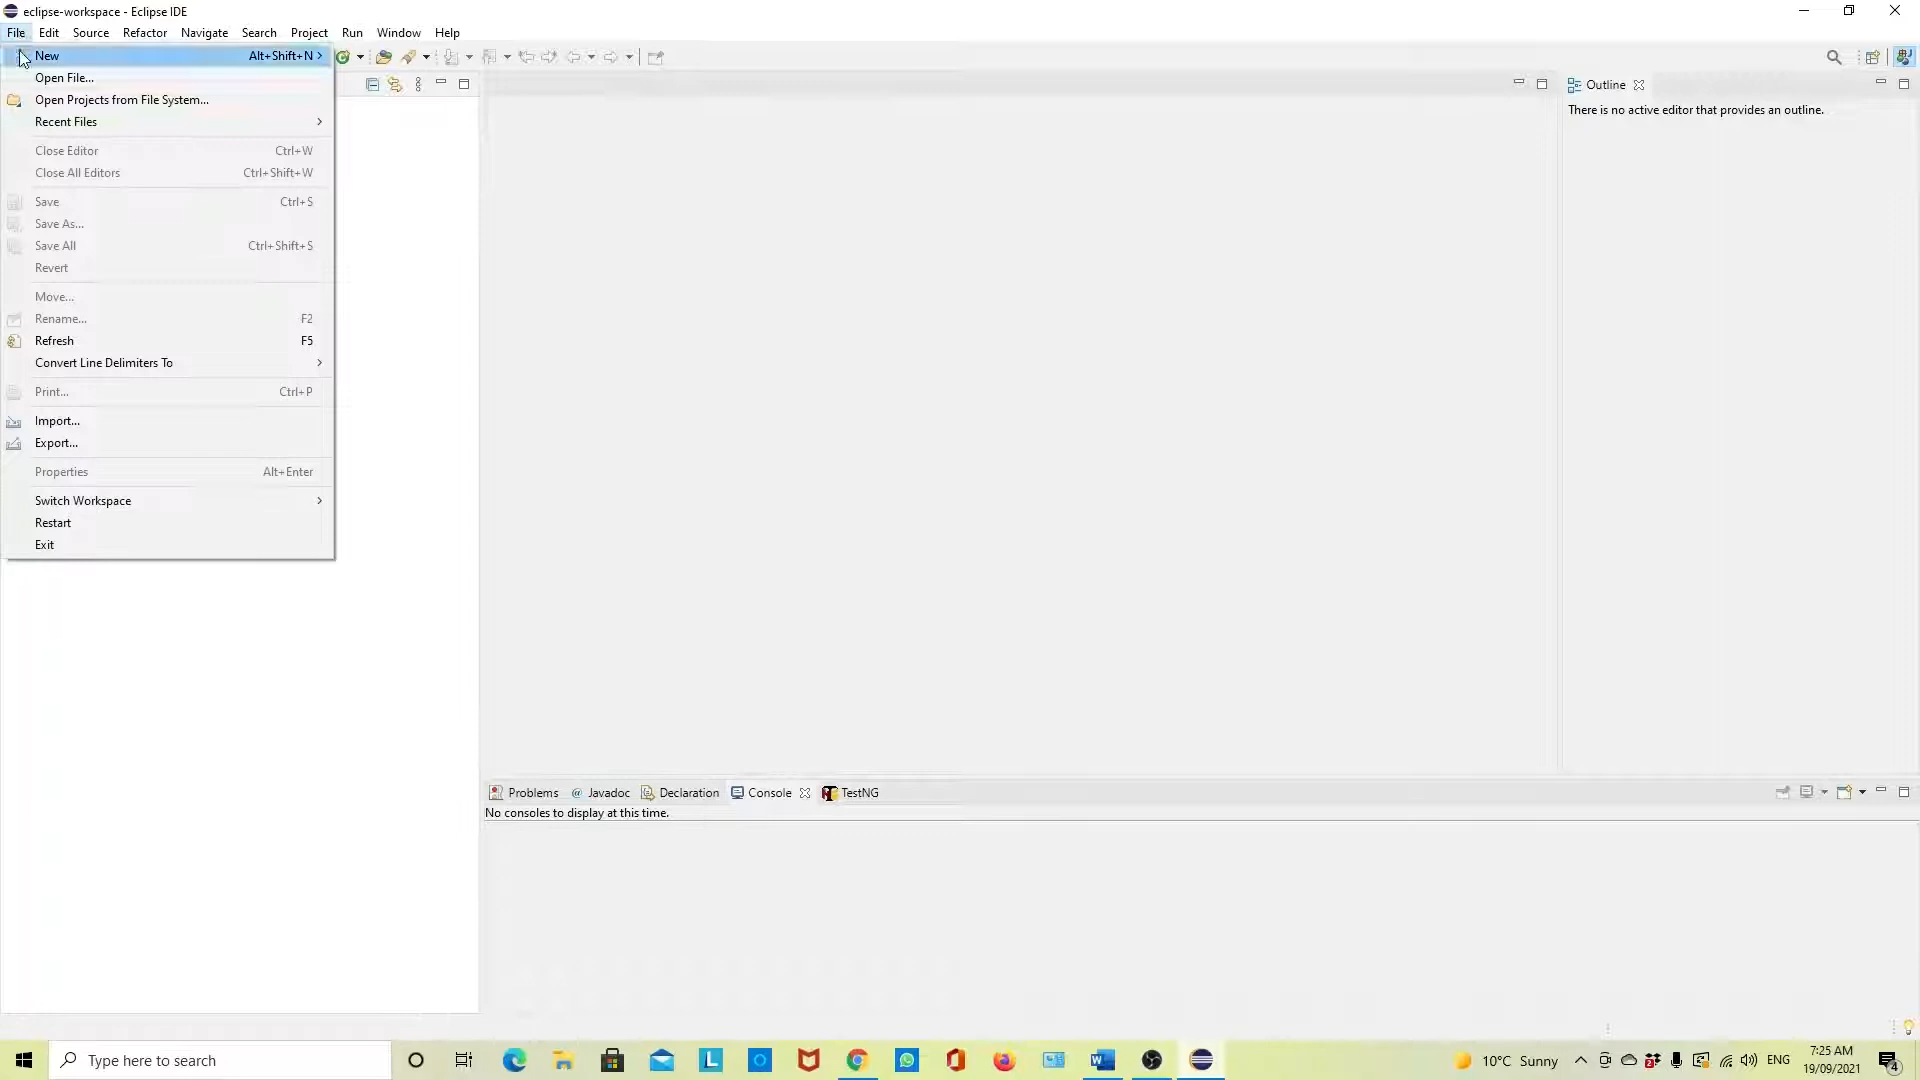 eclipse-workspace - Eclipse IDE
File Edit Source Refactor Navigate Search Project Run Window Help
New Alt+Shift+N
Open File...
Open Projects from File System...
Recent Files
Close Editor Ctrl+W
Close All Editors Ctrl+Shift+W
Save Ctrl+S
Save As...
Save All Ctrl+Shift+S
Revert
Move...
Rename... F2
Refresh F5
Convert Line Delimiters To
Print... Ctrl+P
Import...
Export...
Properties Alt+Enter
Switch Workspace
Restart
Exit
Outline
There is no active editor that provides an outline.
Problems @ Javadoc Declaration Console TestNG
No consoles to display at this time.
Type here to search
10°C Sunny
ENG
7:25 AM
19/09/2021
4